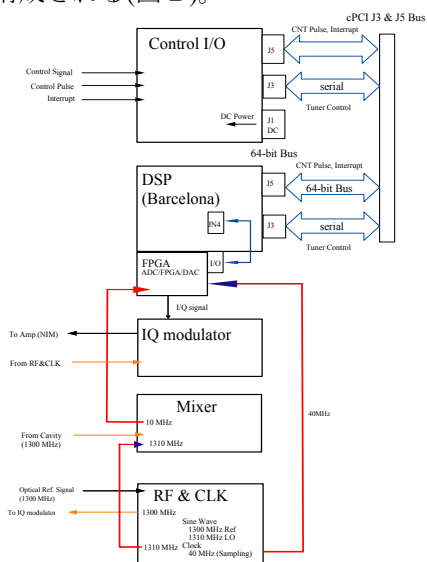 構成される(図2)。
cPCI J3 & J5 Bus
Control I/O
J5
CNT Pulse, Interrupt
Control Signal
Control Pulse
Interrupt
J3
serial
Tuner Control
DC Power
J1
DC
64-bit Bus
DSP
(Barcelona)
J5
CNT Pulse, Interrupt
64-bit Bus
IN4
J3
serial
Tuner Control
FPGA
ADC/FPGA/DAC
I/O
I/Q signal
To Amp.(NIM)
IQ modulator
From RF&CLK
Mixer
10 MHz
40MHz
From Cavity
(1300 MHz)
1310 MHz
Optical Ref. Signal
(1300 MHz)
RF & CLK
To IQ modulator
1300 MHz
Sine Wave
1300 MHz Ref
1310 MHz LO
Clock
1310 MHz
40 MHz (Sampling)